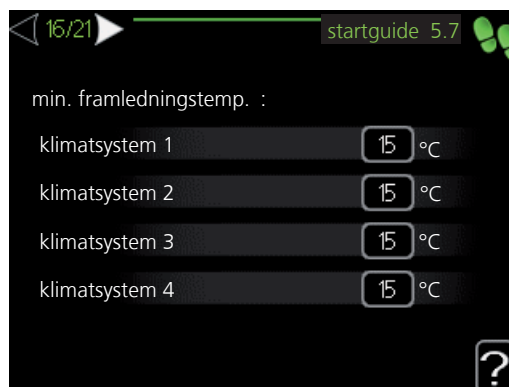 16/21
startguide 5.7
min. framledningstemp. :
klimatsystem 1 15 °C
klimatsystem 2 15 °C
klimatsystem 3 15 °C
klimatsystem 4 15 °C
?